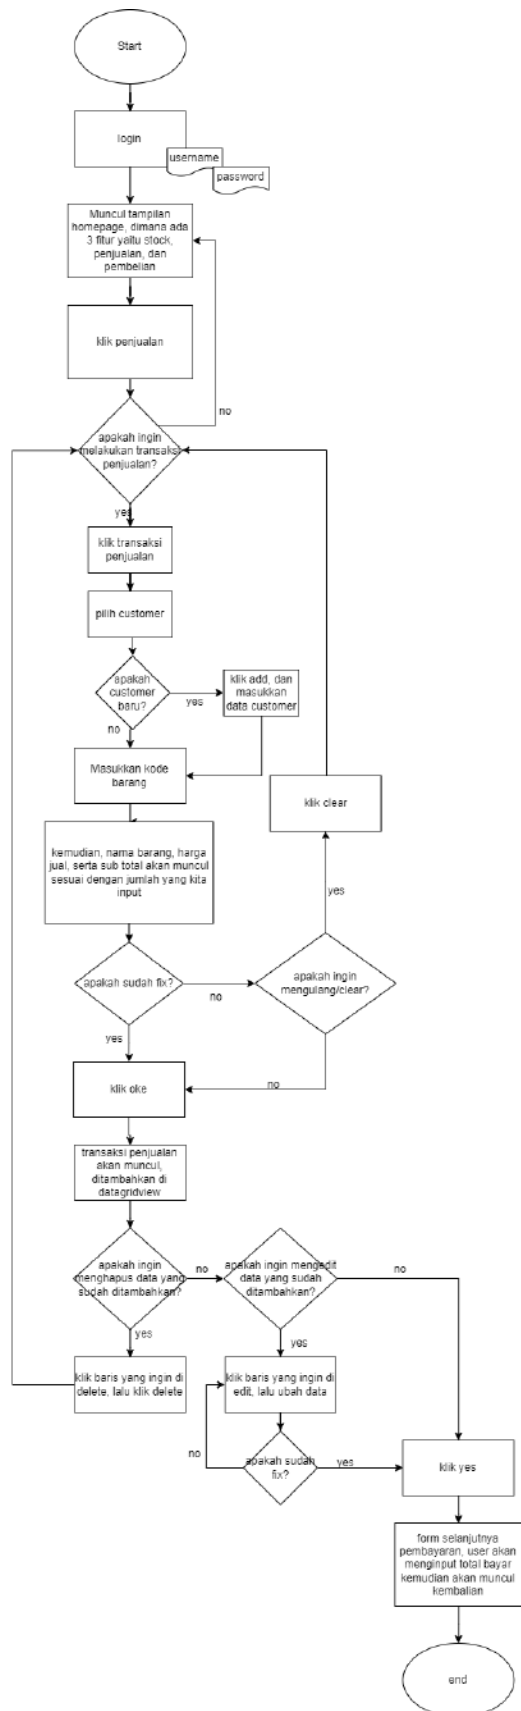 Start
login
username
password
Muncul tampilan
homepage, dimana ada
3 fitur yaitu stock,
penjualan, dan
pembelian
klik penjualan
no
apakah ingin
melakukan transaksi
penjualan?
yes
klik transaksi
penjualan
pilih customer
apakah
customer
baru?
yes
klik add, dan
masukkan
data customer
no
Masukkan kode
barang
klik clear
kemudian, nama barang, harga
jual, serta sub total akan muncul
sesuai dengan jumlah yang kita
input
yes
apakah sudah fix?
no
apakah ingin
mengulang/clear?
yes
klik oke
no
transaksi penjualan
akan muncul,
ditambahkan di
datagridview
apakah ingin
menghapus data yang
sudah ditambahkan?
no
apakah ingin mengedit
data yang sudah
ditambahkan?
no
yes
yes
klik baris yang ingin di
delete, lalu klik delete
klik baris yang ingin di
edit, lalu ubah data
no
apakah sudah
fix?
yes
klik yes
form selanjutnya
pembayaran, user akan
menginput total bayar
kemudian akan muncul
kembalian
end